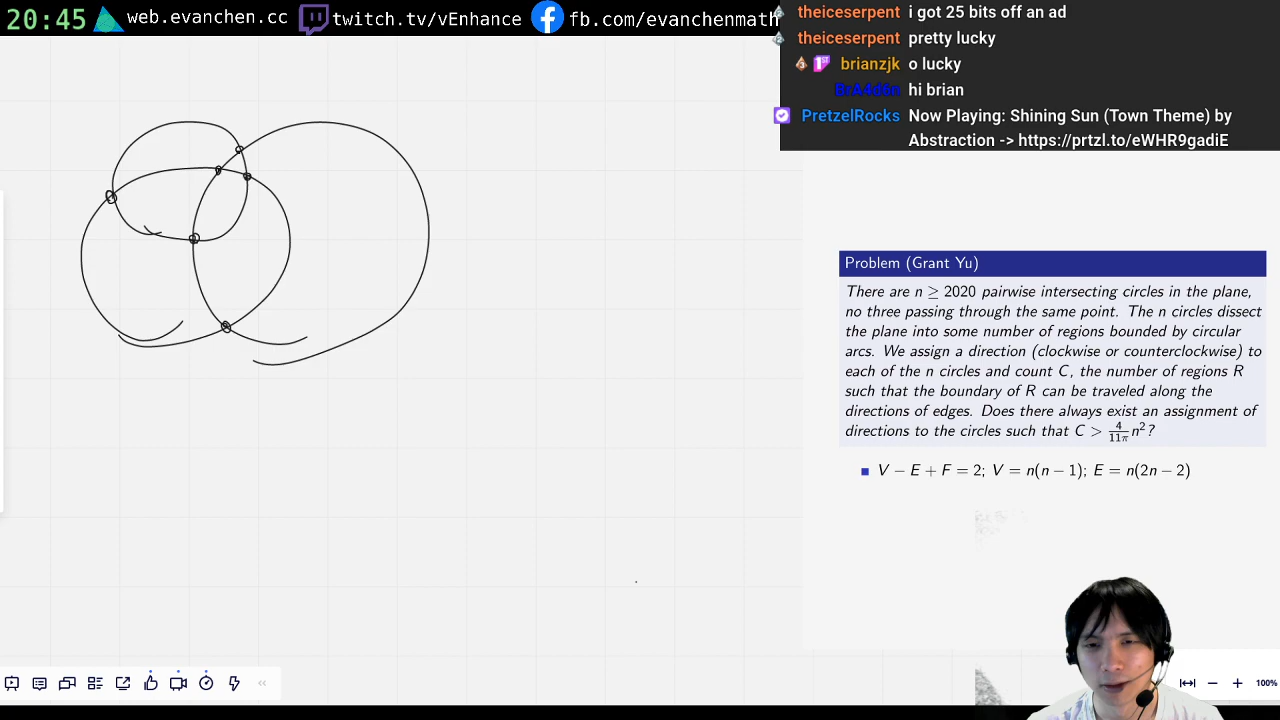 20:45 web.evanchen.cc twitch.tv/vEnhance fb.com/evanchenmath
theiceserpent i got 25 bits off an ad
theiceserpent pretty lucky
1ST brianzjk o lucky
BrA4d6n hi brian
PretzelRocks Now Playing: Shining Sun (Town Theme) by
Abstraction -> https://prtzl.to/eWHR9gadiE
Problem (Grant Yu)
There are n ≥ 2020 pairwise intersecting circles in the plane,
no three passing through the same point. The n circles dissect
the plane into some number of regions bounded by circular
arcs. We assign a direction (clockwise or counterclockwise) to
each of the n circles and count C, the number of regions R
such that the boundary of R can be traveled along the
directions of edges. Does there always exist an assignment of
directions to the circles such that C > 4/11π n²?
V − E + F = 2; V = n(n − 1); E = n(2n − 2)
100%